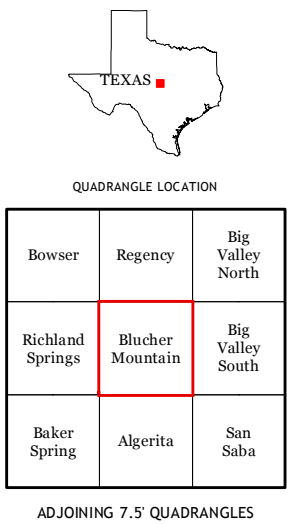 TEXAS
QUADRANGLE LOCATION
Bowser
Regency
Big
Valley
North
Richland
Springs
Blucher
Mountain
Big
Valley
South
Baker
Spring
Algerita
San
Saba
ADJOINING 7.5' QUADRANGLES